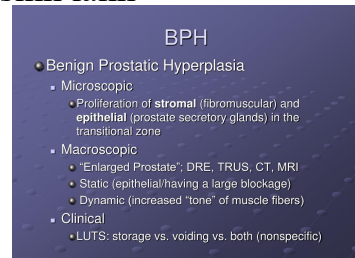 BPH
Benign Prostatic Hyperplasia
Microscopic
Proliferation of stromal (fibromuscular) and
epithelial (prostate secretory glands) in the
transitional zone
Macroscopic
“Enlarged Prostate”; DRE, TRUS, CT, MRI
Static (epithelial/having a large blockage)
Dynamic (increased “tone” of muscle fibers)
Clinical
LUTS: storage vs. voiding vs. both (nonspecific)